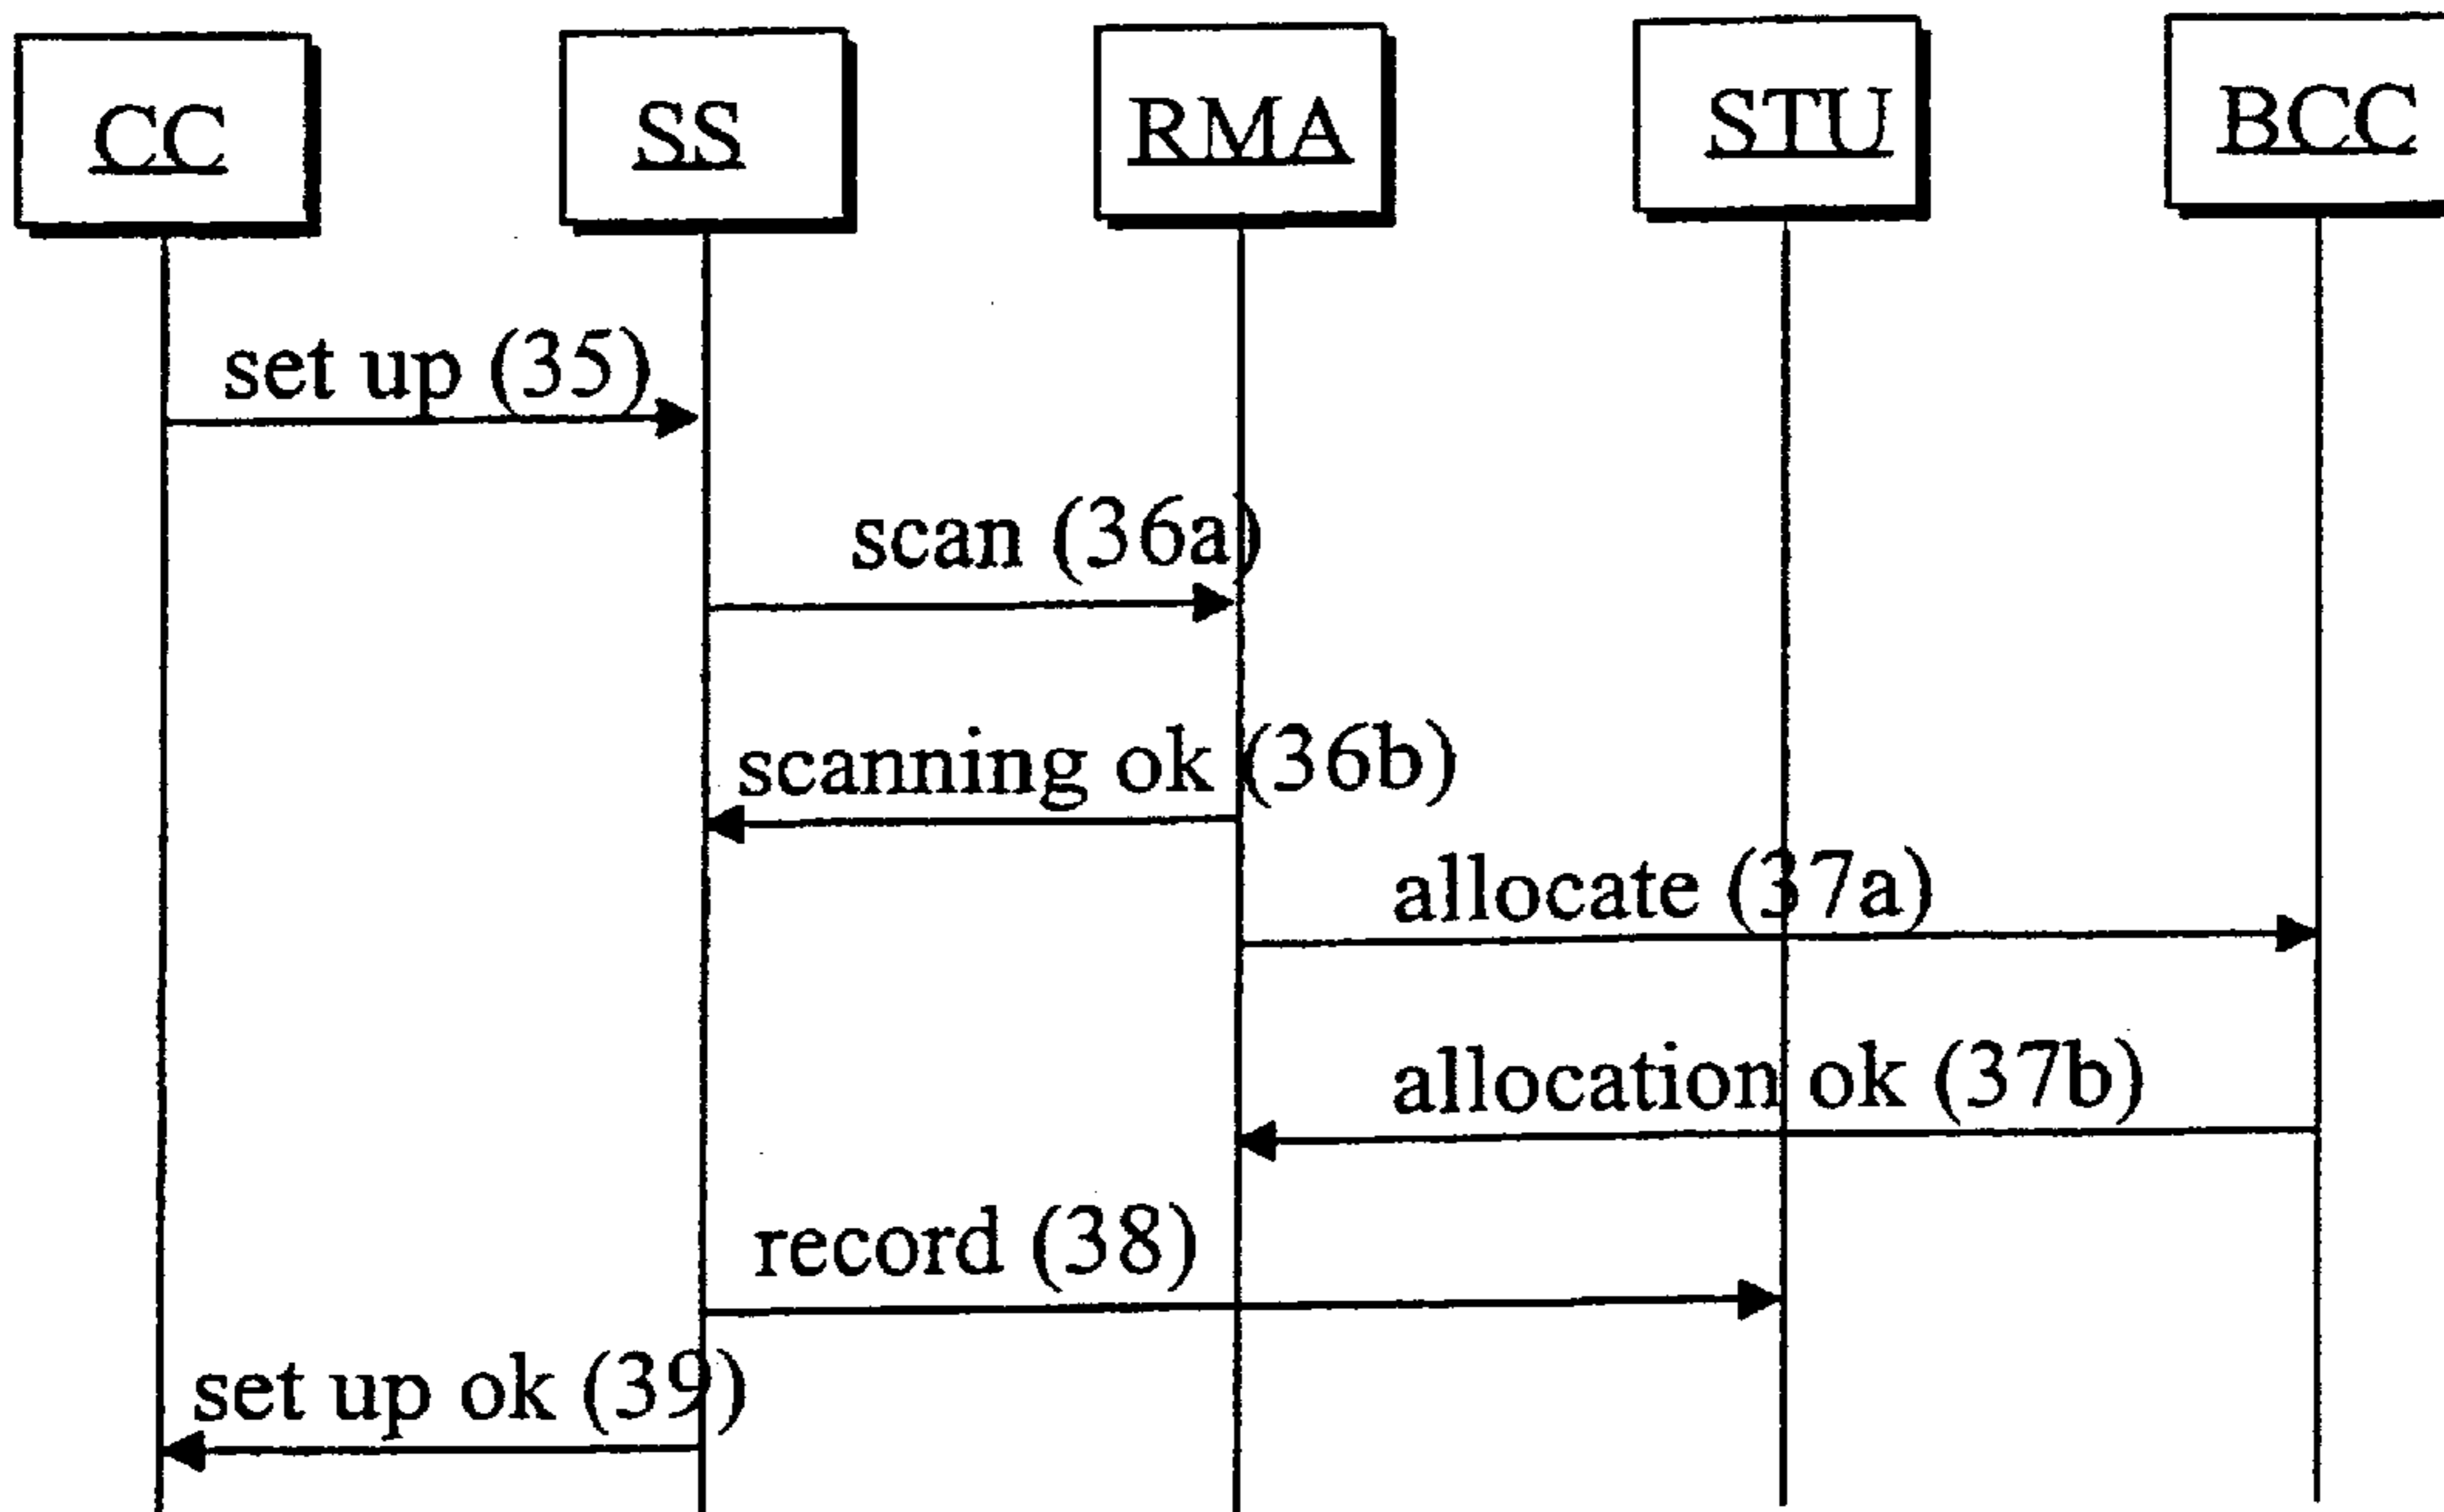 CC
SS
RMA
STU
BCC
set up (35)
scan (36a)
scanning ok (36b)
allocate (37a)
allocation ok (37b)
record (38)
set up ok (39)